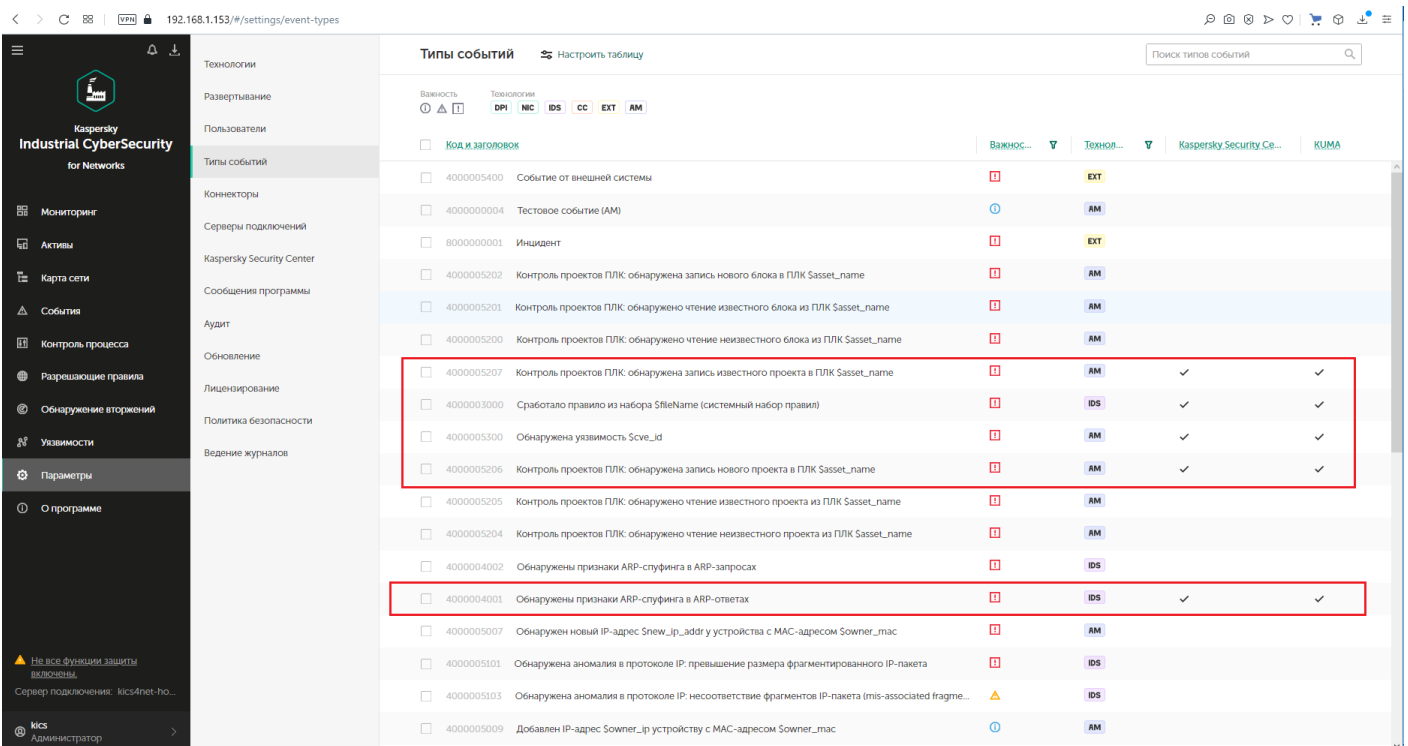 VPN 192.168.1.153/#/settings/event-types
Kaspersky
Industrial CyberSecurity
for Networks
Мониторинг
Активы
Карта сети
События
Контроль процесса
Разрешающие правила
Обнаружение вторжений
Уязвимости
Параметры
О программе
Не все функции защиты
включены.
Сервер подключения: kics4net-ho...
kics
Администратор
Технологии
Развертывание
Пользователи
Типы событий
Коннекторы
Серверы подключений
Kaspersky Security Center
Сообщения программы
Аудит
Обновление
Лицензирование
Политика безопасности
Ведение журналов
Типы событий Настроить таблицу Поиск типов событий
Важность Технологии
DPI NIC IDS CC EXT AM
Код и заголовок Важнос... Технол... Kaspersky Security Ce... KUMA
4000005400 Событие от внешней системы EXT
4000000004 Тестовое событие (AM) AM
8000000001 Инцидент EXT
4000005202 Контроль проектов ПЛК: обнаружена запись нового блока в ПЛК $asset_name AM
4000005201 Контроль проектов ПЛК: обнаружено чтение известного блока из ПЛК $asset_name AM
4000005200 Контроль проектов ПЛК: обнаружено чтение неизвестного блока из ПЛК $asset_name AM
4000005207 Контроль проектов ПЛК: обнаружена запись известного проекта в ПЛК $asset_name AM
4000003000 Сработало правило из набора $fileName (системный набор правил) IDS
4000005300 Обнаружена уязвимость $cve_id AM
4000005206 Контроль проектов ПЛК: обнаружена запись нового проекта в ПЛК $asset_name AM
4000005205 Контроль проектов ПЛК: обнаружено чтение известного проекта из ПЛК $asset_name AM
4000005204 Контроль проектов ПЛК: обнаружено чтение неизвестного проекта из ПЛК $asset_name AM
4000004002 Обнаружены признаки ARP-спуфинга в ARP-запросах IDS
4000004001 Обнаружены признаки ARP-спуфинга в ARP-ответах IDS
4000005007 Обнаружен новый IP-адрес $new_ip_addr у устройства с MAC-адресом $owner_mac AM
4000005101 Обнаружена аномалия в протоколе IP: превышение размера фрагментированного IP-пакета IDS
4000005103 Обнаружена аномалия в протоколе IP: несоответствие фрагментов IP-пакета (mis-associated fragme... IDS
4000005009 Добавлен IP-адрес $owner_ip устройству с MAC-адресом $owner_mac AM